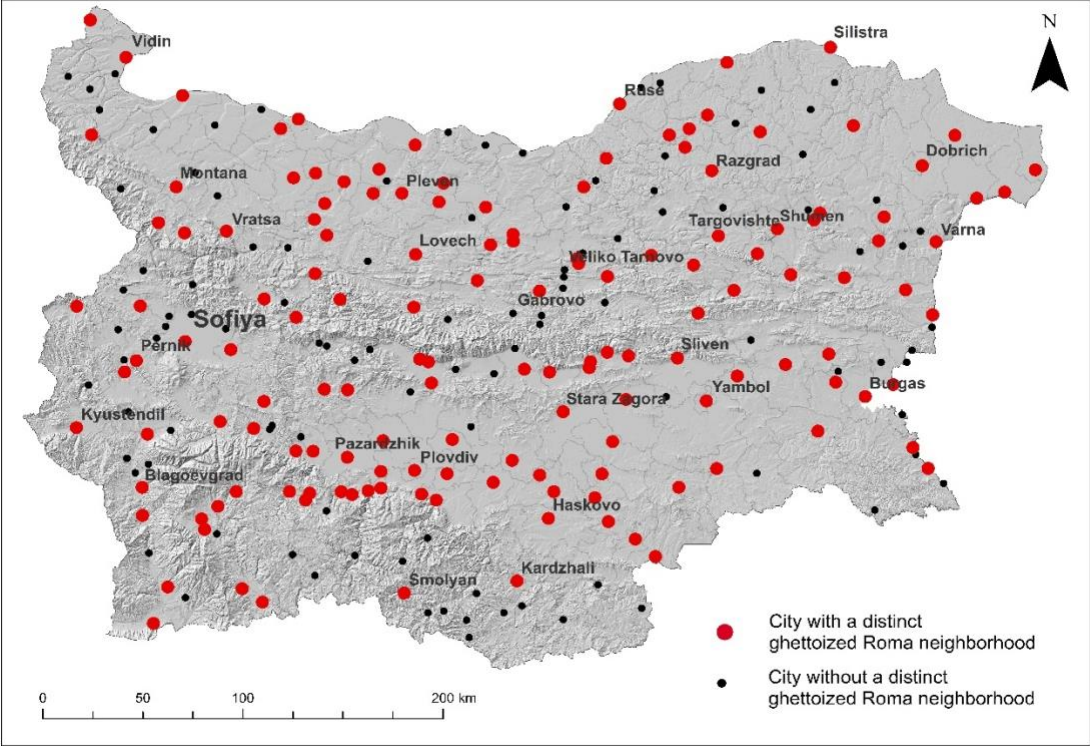 N
Silistra
Vidin
Ruse
Dobrich
Razgrad
Montana
Pleven
Vratsa
Targovishte
Shumen
Varna
Lovech
Veliko Tarnovo
Gabrovo
Sofiya
Pernik
Sliven
Yambol
Burgas
Stara Zagora
Kyustendil
Pazardzhik
Plovdiv
Blagoevgrad
Haskovo
Smolyan
Kardzhali
City with a distinct
ghettoized Roma neighborhood
City without a distinct
ghettoized Roma neighborhood
0 50 100 200 km